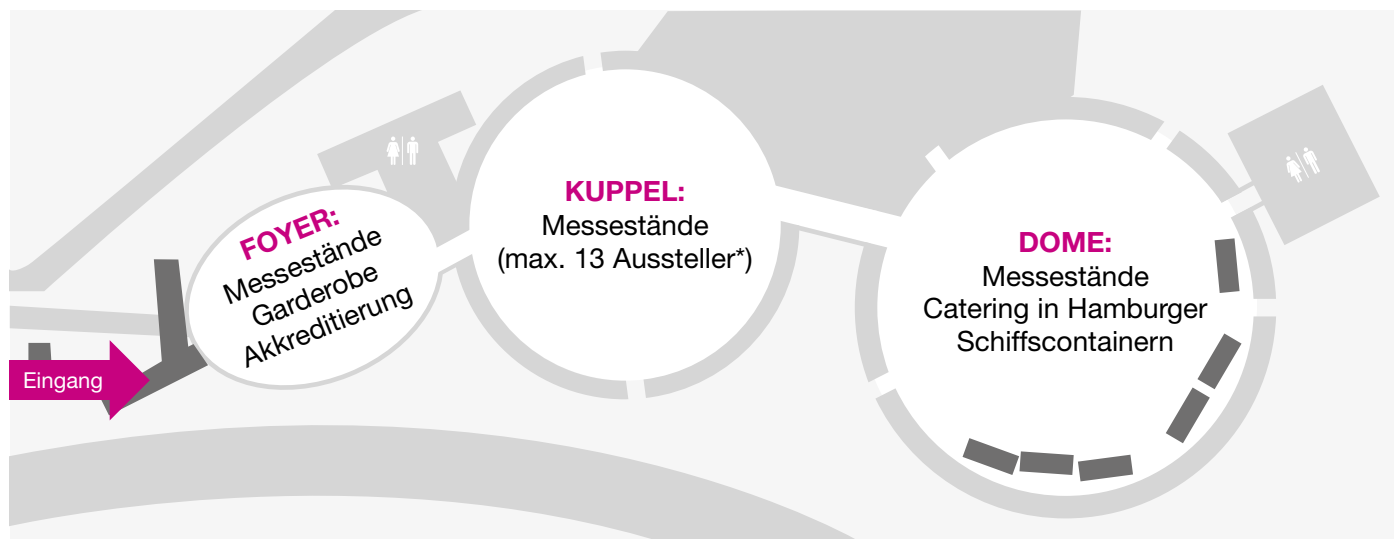 Eingang
FOYER:
Messestände
Garderobe
Akkreditierung
KUPPEL:
Messestände
(max. 13 Aussteller*)
DOME:
Messestände
Catering in Hamburger
Schiffscontainern